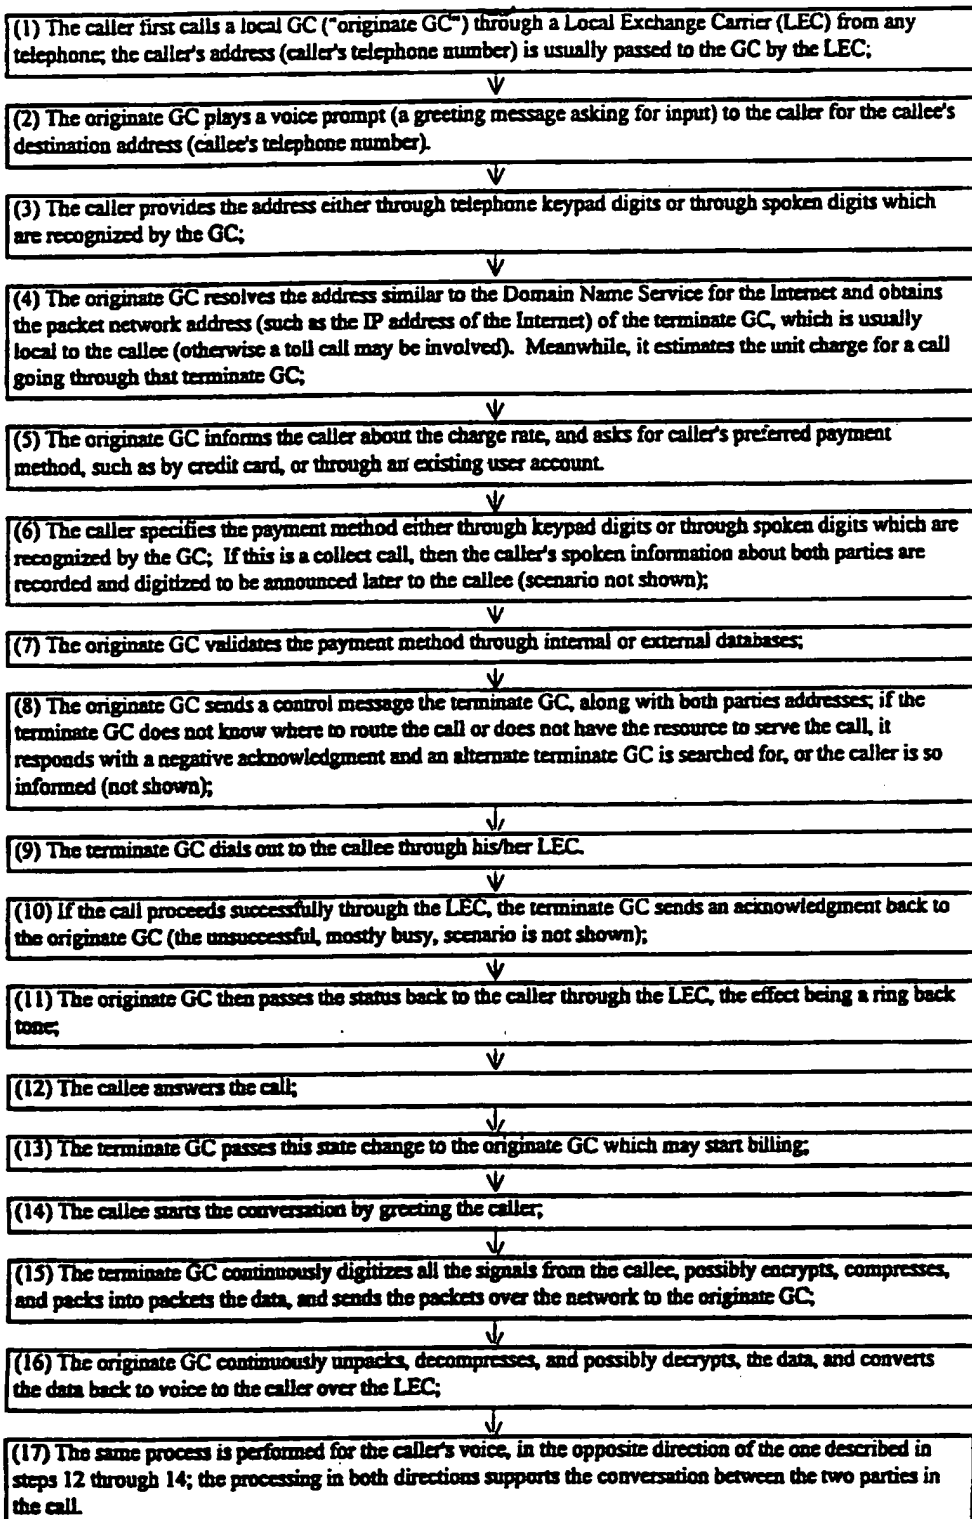 (1) The caller first calls a local GC ("originate GC") through a Local Exchange Carrier (LEC) from any
telephone; the caller's address (caller's telephone number) is usually passed to the GC by the LEC;
(2) The originate GC plays a voice prompt (a greeting message asking for input) to the caller for the callee's
destination address (callee's telephone number).
(3) The caller provides the address either through telephone keypad digits or through spoken digits which
are recognized by the GC;
(4) The originate GC resolves the address similar to the Domain Name Service for the Internet and obtains
the packet network address (such as the IP address of the Internet) of the terminate GC, which is usually
local to the callee (otherwise a toll call may be involved). Meanwhile, it estimates the unit charge for a call
going through that terminate GC;
(5) The originate GC informs the caller about the charge rate, and asks for caller's preferred payment
method, such as by credit card, or through an existing user account.
(6) The caller specifies the payment method either through keypad digits or through spoken digits which are
recognized by the GC; If this is a collect call, then the caller's spoken information about both parties are
recorded and digitized to be announced later to the callee (scenario not shown);
(7) The originate GC validates the payment method through internal or external databases;
(8) The originate GC sends a control message the terminate GC, along with both parties addresses; if the
terminate GC does not know where to route the call or does not have the resource to serve the call, it
responds with a negative acknowledgment and an alternate terminate GC is searched for, or the caller is so
informed (not shown);
(9) The terminate GC dials out to the callee through his/her LEC.
(10) If the call proceeds successfully through the LEC, the terminate GC sends an acknowledgment back to
the originate GC (the unsuccessful, mostly busy, scenario is not shown);
(11) The originate GC then passes the status back to the caller through the LEC, the effect being a ring back
tone;
(12) The callee answers the call;
(13) The terminate GC passes this state change to the originate GC which may start billing;
(14) The callee starts the conversation by greeting the caller;
(15) The terminate GC continuously digitizes all the signals from the callee, possibly encrypts, compresses,
and packs into packets the data, and sends the packets over the network to the originate GC;
(16) The originate GC continuously unpacks, decompresses, and possibly decrypts, the data, and converts
the data back to voice to the caller over the LEC;
(17) The same process is performed for the caller's voice, in the opposite direction of the one described in
steps 12 through 14; the processing in both directions supports the conversation between the two parties in
the call.